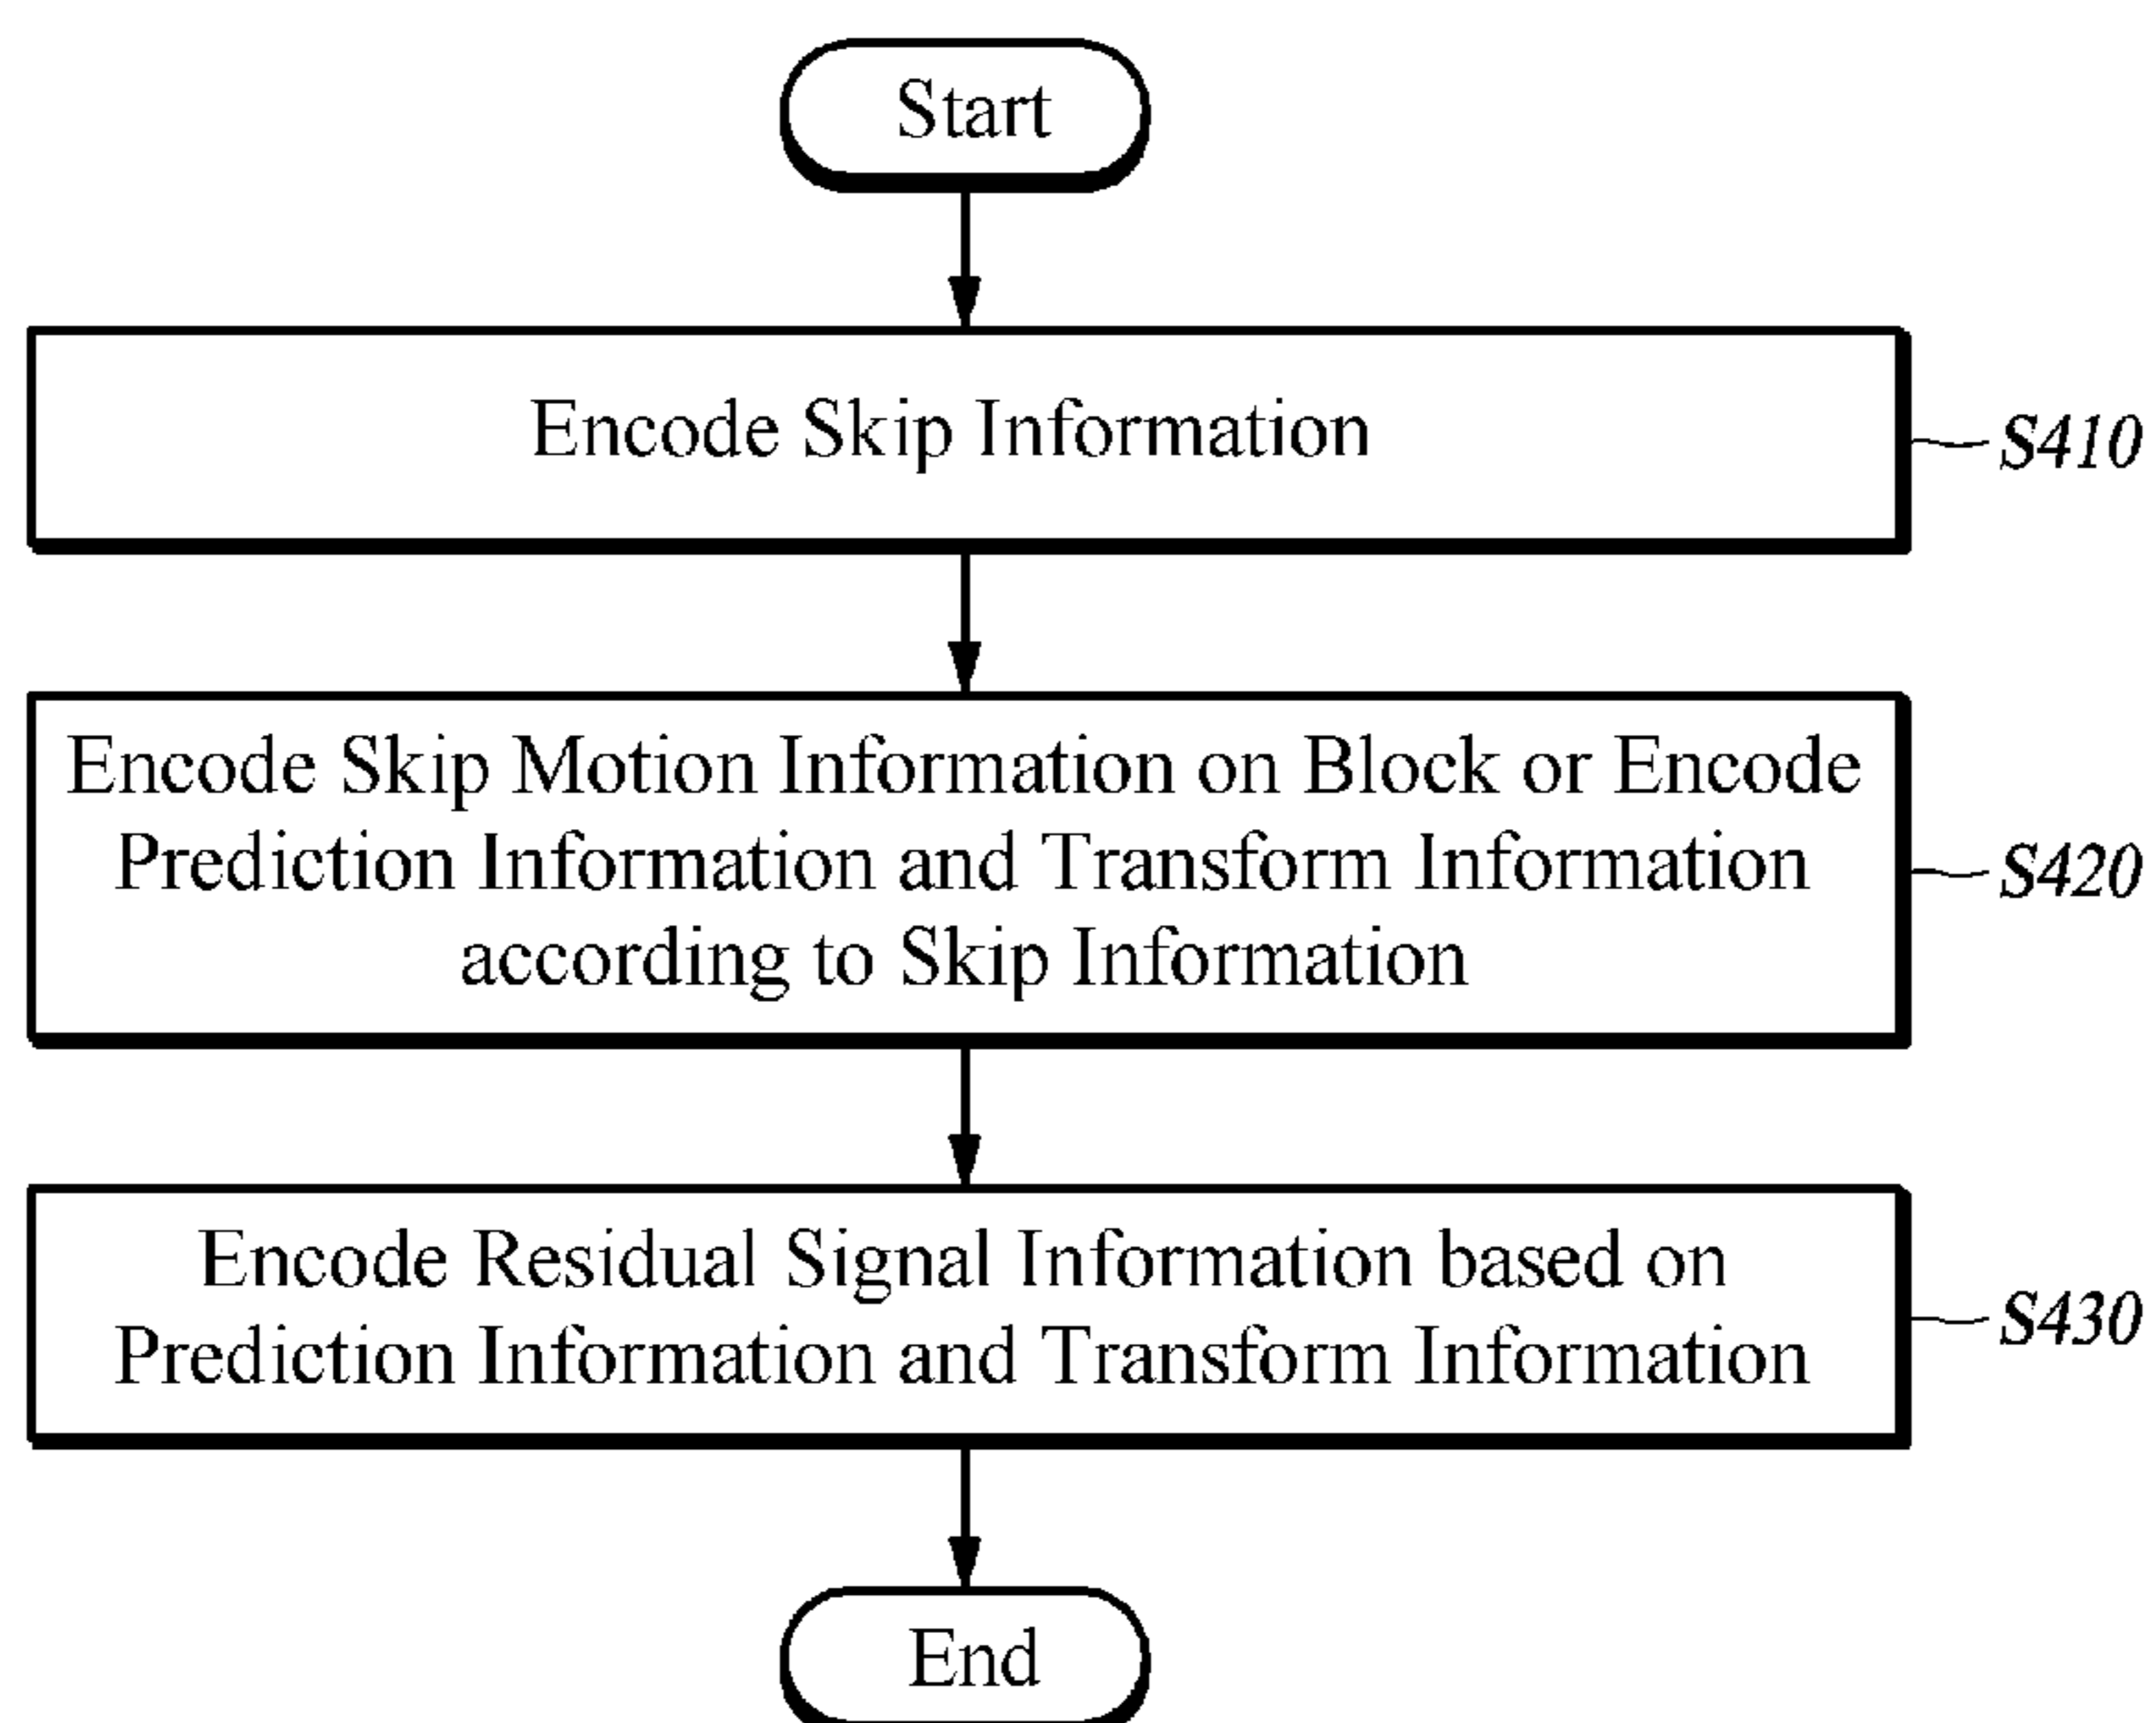 Start
Encode Skip Information
S410
Encode Skip Motion Information on Block or Encode
Prediction Information and Transform Information
according to Skip Information
S420
Encode Residual Signal Information based on
Prediction Information and Transform Information
S430
End